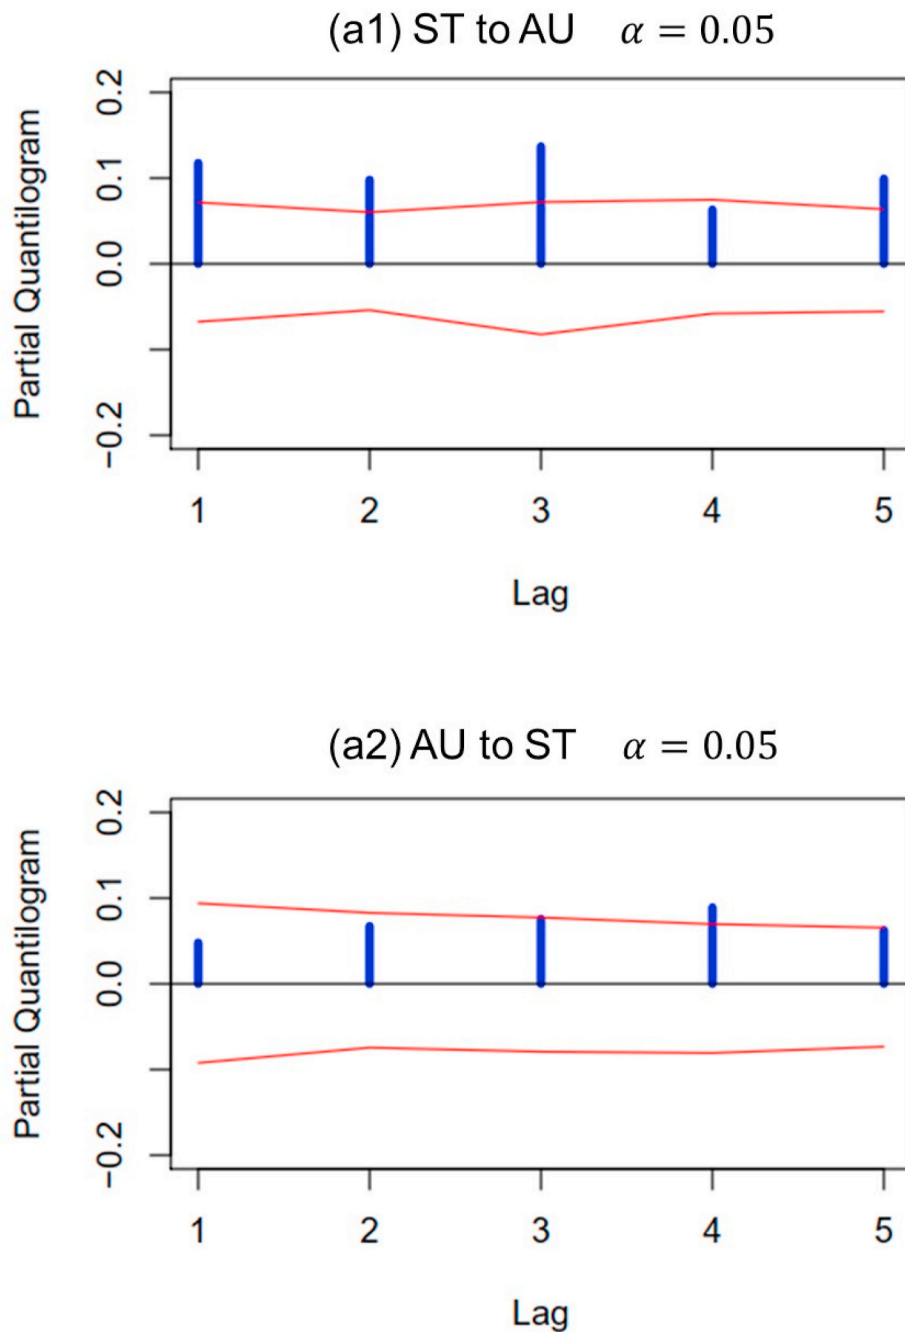 (a1) ST to AU α = 0.05
Partial Quantilogram
0.2
0.1
0.0
−0.2
1 2 3 4 5
Lag
(a2) AU to ST α = 0.05
Partial Quantilogram
0.2
0.1
0.0
−0.2
1 2 3 4 5
Lag